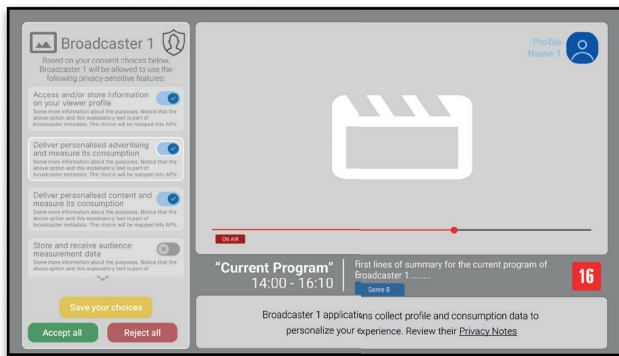 Broadcaster 1
Based on your consent choices below,
Broadcaster 1 will be allowed to use the
following privacy-sensitive features:
Access and/or store information
on your viewer profile
Some more information about the purposes. Notice that the
above option and this explanatory text is part of
broadcaster metadata. The choice will be mapped into APIs.
Deliver personalised advertising
and measure its consumption
Some more information about the purposes. Notice that the
above option and this explanatory text is part of
broadcaster metadata. The choice will be mapped into APIs.
Deliver personalised content and
measure its consumption
Some more information about the purposes. Notice that the
above option and this explanatory text is part of
broadcaster metadata. The choice will be mapped into APIs.
Store and receive audience
measurement data
Some more information about the purposes. Notice that the
above option and this explanatory text is part of
Save your choices
Accept all
Reject all
Profile
Name 1
ON AIR
"Current Program"
14:00 - 16:10
First lines of summary for the current program of
Broadcaster 1.........
Genre B
16
Broadcaster 1 applications collect profile and consumption data to
personalize your experience. Review their Privacy Notes